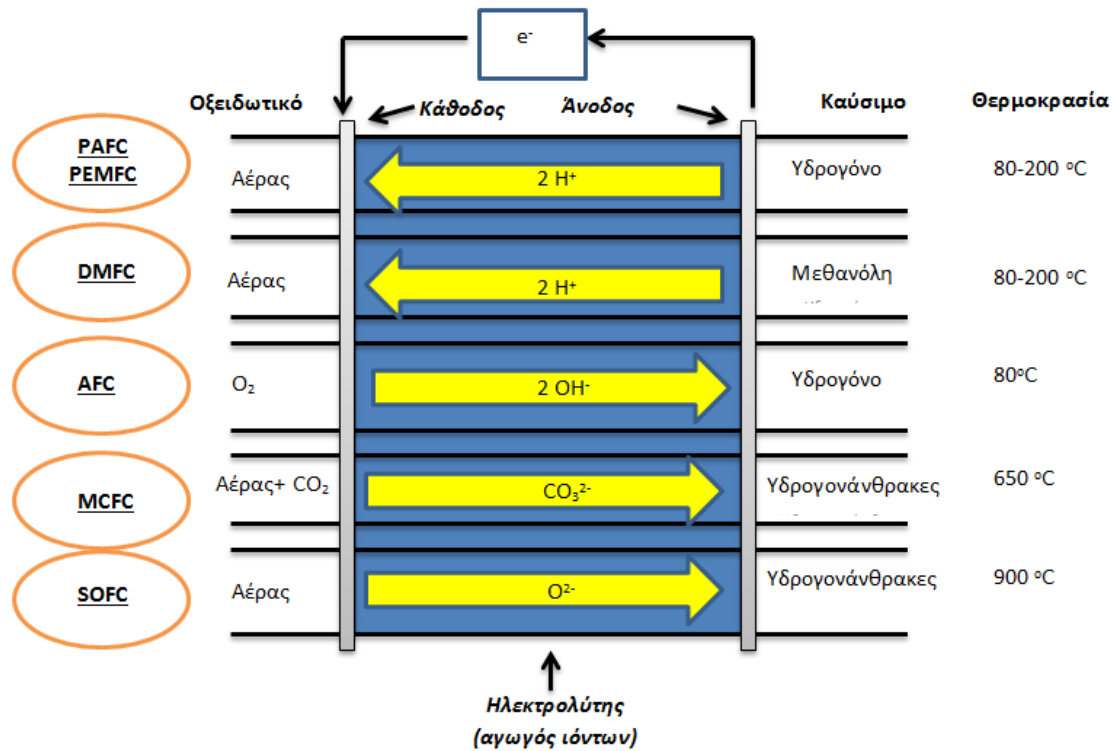 e⁻
Οξειδωτικό
Κάθοδος
Άνοδος
Καύσιμο
Θερμοκρασία
PAFC
PEMFC
Αέρας
2 H⁺
Υδρογόνο
80-200 ᵒC
DMFC
Αέρας
2 H⁺
Μεθανόλη
80-200 ᵒC
AFC
O₂
2 OH⁻
Υδρογόνο
80ᵒC
MCFC
Αέρας+ CO₂
CO₃²⁻
Υδρογονάνθρακες
650 ᵒC
SOFC
Αέρας
O²⁻
Υδρογονάνθρακες
900 ᵒC
Ηλεκτρολύτης
(αγωγός ιόντων)